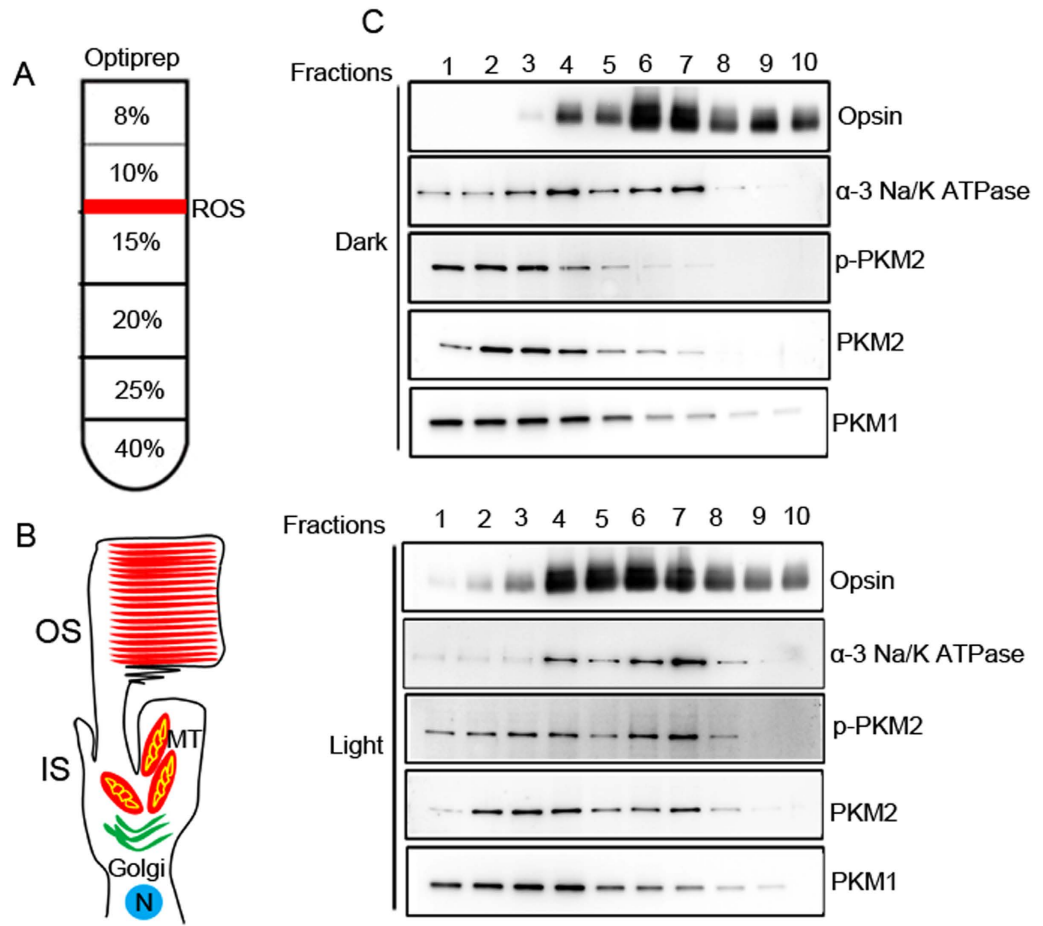 A
Optiprep
8%
10%
ROS
15%
20%
25%
40%
B
OS
MT
IS
Golgi
N
C
Fractions 1 2 3 4 5 6 7 8 9 10
Opsin
α-3 Na/K ATPase
Dark
p-PKM2
PKM2
PKM1
Fractions 1 2 3 4 5 6 7 8 9 10
Opsin
α-3 Na/K ATPase
Light
p-PKM2
PKM2
PKM1